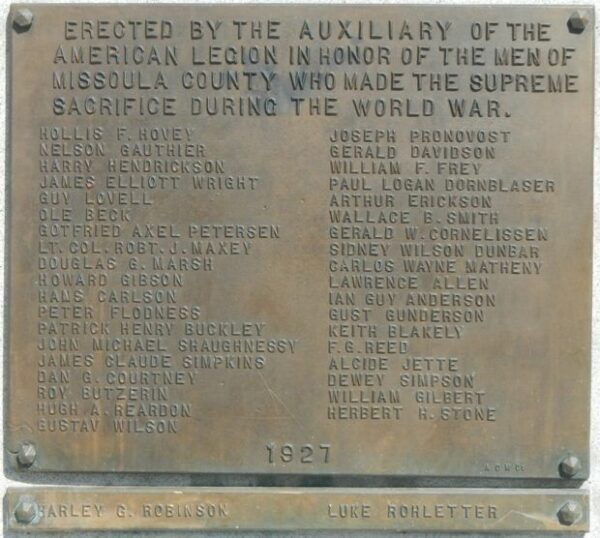 ERECTED BY THE AUXILIARY OF THE
AMERICAN LEGION IN HONOR OF THE MEN OF
MISSOULA COUNTY WHO MADE THE SUPREME
SACRIFICE DURING THE WORLD WAR.
HOLLIS F. HOVEY
NELSON GAUTHIER
HARRY HENDRICKSON
JAMES ELLIOTT WRIGHT
GUY LOVELL
OLE BECK
GOTFRIED AXEL PETERSEN
LT. COL. ROBT. J. MAXEY
DOUGLAS G. MARSH
HOWARD GIBSON
HANS CARLSON
PETER FLODNESS
PATRICK HENRY BUCKLEY
JOHN MICHAEL SHAUGHNESSY
JAMES CLAUDE SIMPKINS
DAN G. COURTNEY
ROY BUTZERIN
HUGH A. REARDON
GUSTAV WILSON
JOSEPH PRONOVOST
GERALD DAVIDSON
WILLIAM F. FREY
PAUL LOGAN DORNBLASER
ARTHUR ERICKSON
WALLACE B. SMITH
GERALD W. CORNELISSEN
SIDNEY WILSON DUNBAR
CARLOS WAYNE MATHENY
LAWRENCE ALLEN
IAN GUY ANDERSON
GUST GUNDERSON
KEITH BLAKELY
F. G. REED
ALCIDE JETTE
DEWEY SIMPSON
WILLIAM GILBERT
HERBERT H. STONE
1927
HARLEY G. ROBINSON
LUKE ROHLETTER